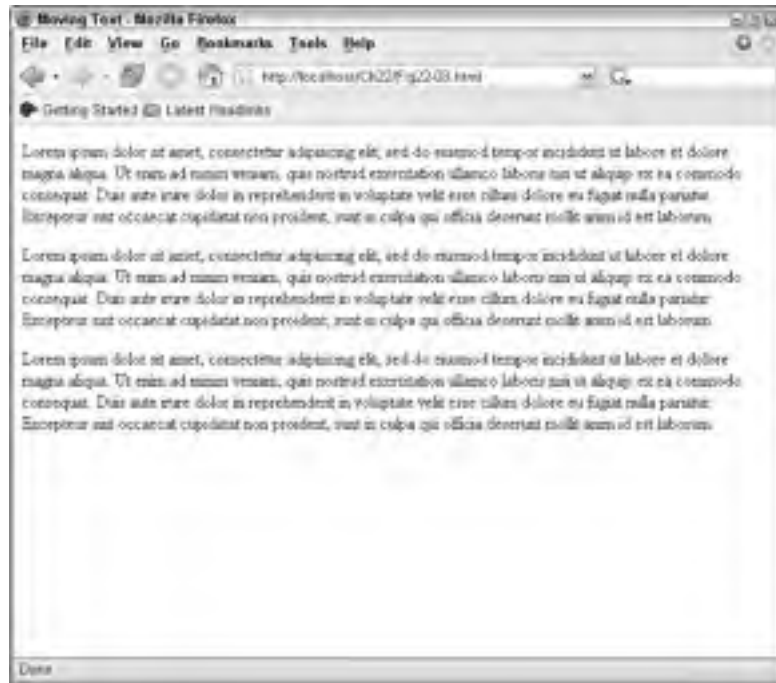 Moving Text - Mozilla Firefox
File Edit View Go Bookmarks Tools Help
http://localhost/Ch22/Fig22-03.html G
Getting Started Latest Headlines
Lorem ipsum dolor sit amet, consectetur adipisicing elit, sed do eiusmod tempor incididunt ut labore et dolore
magna aliqua. Ut enim ad minim veniam, quis nostrud exercitation ullamco laboris nisi ut aliquip ex ea commodo
consequat. Duis aute irure dolor in reprehenderit in voluptate velit esse cillum dolore eu fugiat nulla pariatur.
Excepteur sint occaecat cupidatat non proident, sunt in culpa qui officia deserunt mollit anim id est laborum.
Lorem ipsum dolor sit amet, consectetur adipisicing elit, sed do eiusmod tempor incididunt ut labore et dolore
magna aliqua. Ut enim ad minim veniam, quis nostrud exercitation ullamco laboris nisi ut aliquip ex ea commodo
consequat. Duis aute irure dolor in reprehenderit in voluptate velit esse cillum dolore eu fugiat nulla pariatur.
Excepteur sint occaecat cupidatat non proident, sunt in culpa qui officia deserunt mollit anim id est laborum.
Lorem ipsum dolor sit amet, consectetur adipisicing elit, sed do eiusmod tempor incididunt ut labore et dolore
magna aliqua. Ut enim ad minim veniam, quis nostrud exercitation ullamco laboris nisi ut aliquip ex ea commodo
consequat. Duis aute irure dolor in reprehenderit in voluptate velit esse cillum dolore eu fugiat nulla pariatur.
Excepteur sint occaecat cupidatat non proident, sunt in culpa qui officia deserunt mollit anim id est laborum.
Done